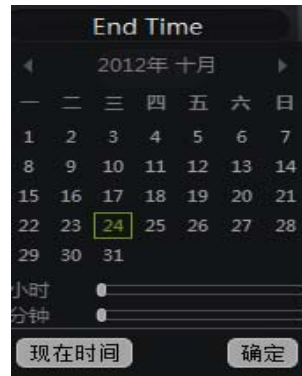 End Time
2012年 十月
一 二 三 四 五 六 日
1 2 3 4 5 6 7
8 9 10 11 12 13 14
15 16 17 18 19 20 21
22 23 24 25 26 27 28
29 30 31
小时
分钟
现在时间 确定